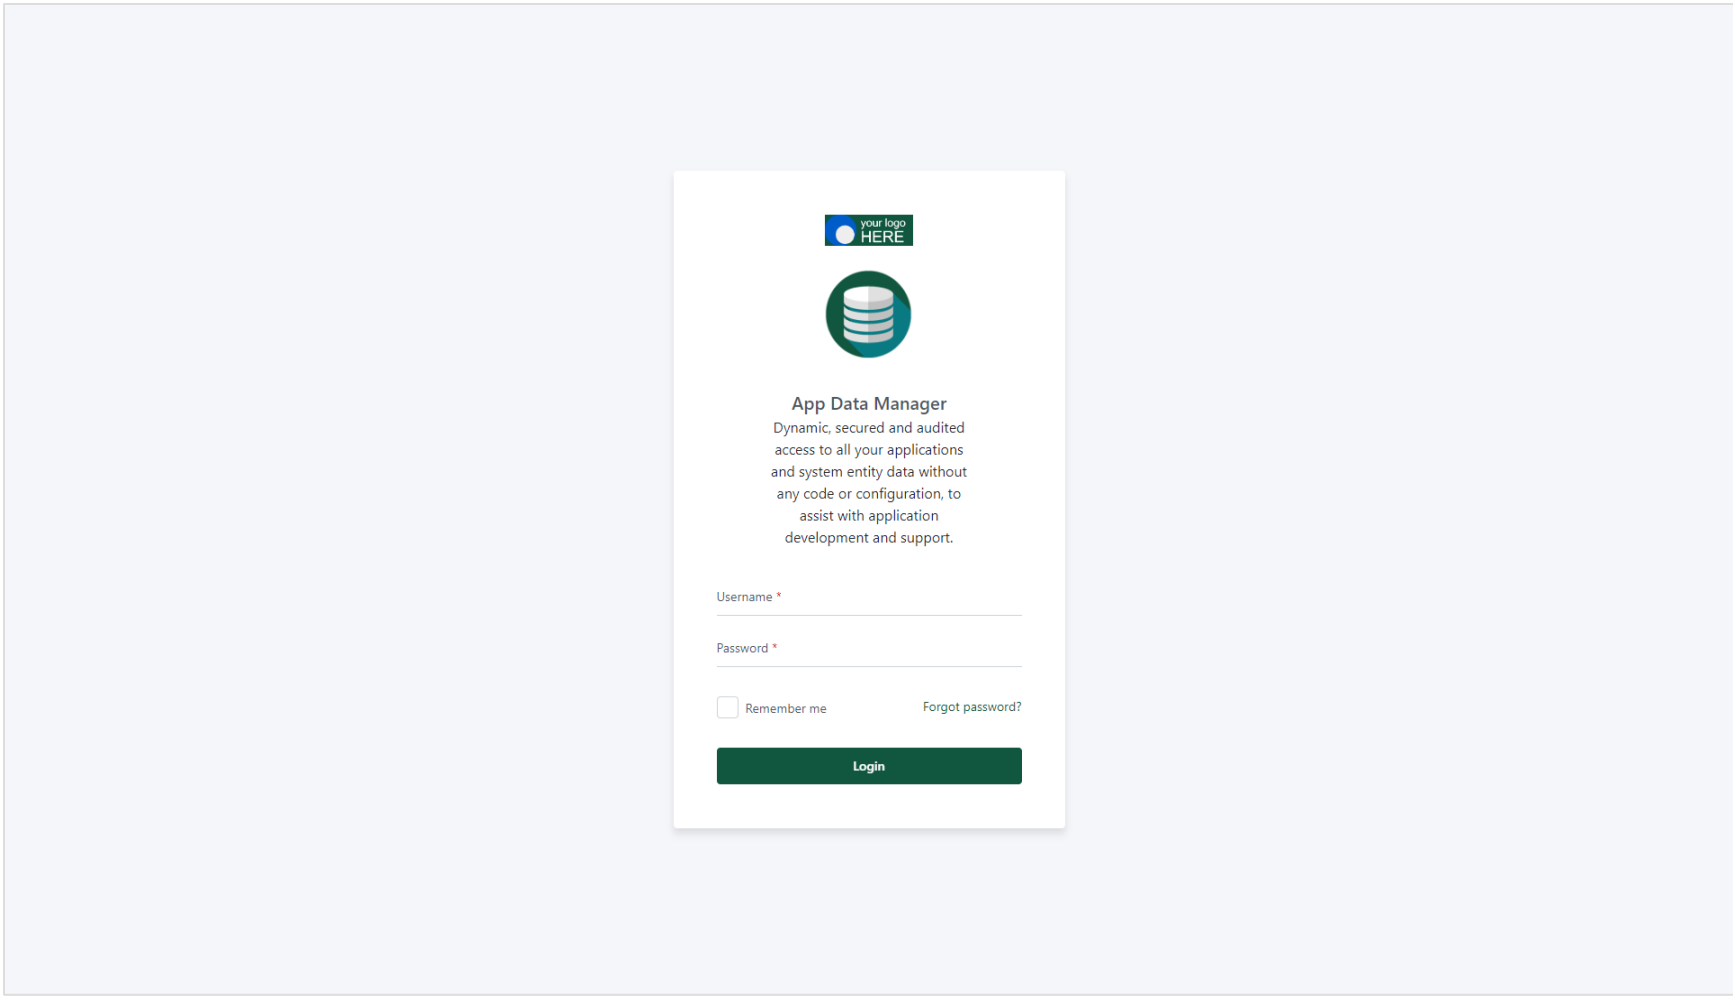 your logo
HERE
App Data Manager
Dynamic, secured and audited
access to all your applications
and system entity data without
any code or configuration, to
assist with application
development and support.
Username *
Password *
Remember me
Forgot password?
Login